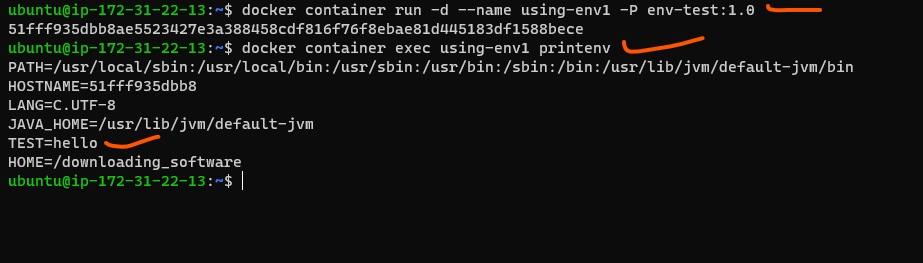 ubuntu@ip-172-31-22-13:~$ docker container run -d --name using-env1 -P env-test:1.0
51fff935dbb8ae5523427e3a388458cdf816f76f8ebae81d445183df1588bece
ubuntu@ip-172-31-22-13:~$ docker container exec using-env1 printenv
PATH=/usr/local/sbin:/usr/local/bin:/usr/sbin:/usr/bin:/sbin:/bin:/usr/lib/jvm/default-jvm/bin
HOSTNAME=51fff935dbb8
LANG=C.UTF-8
JAVA_HOME=/usr/lib/jvm/default-jvm
TEST=hello
HOME=/downloading_software
ubuntu@ip-172-31-22-13:~$